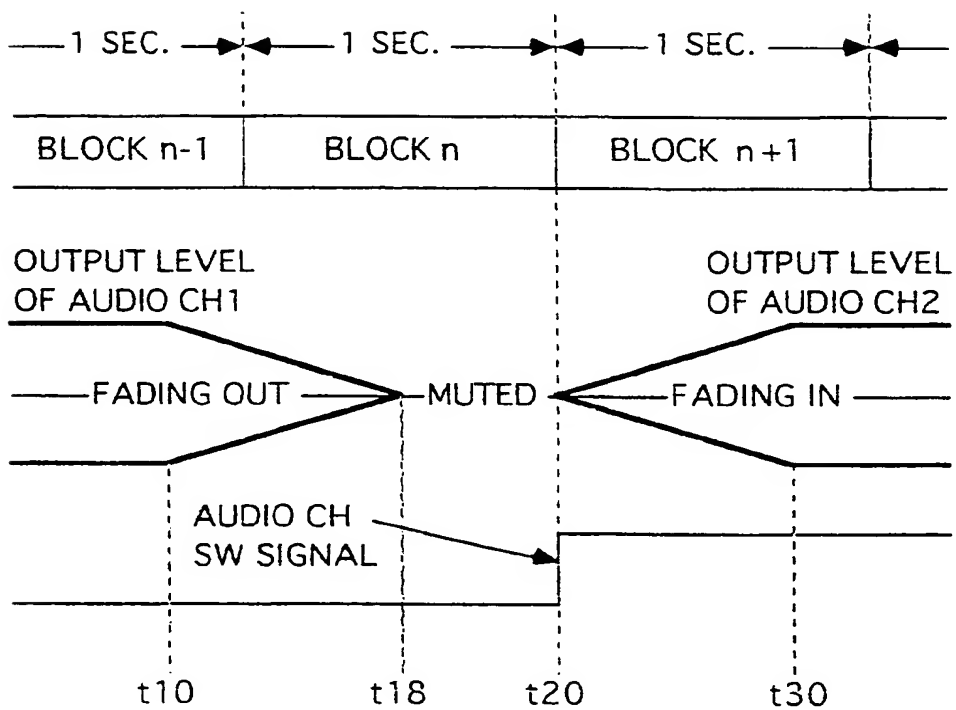 1 SEC. 1 SEC. 1 SEC.
BLOCK n-1 BLOCK n BLOCK n+1
OUTPUT LEVEL
OF AUDIO CH1
OUTPUT LEVEL
OF AUDIO CH2
FADING OUT MUTED FADING IN
AUDIO CH
SW SIGNAL
t10 t18 t20 t30